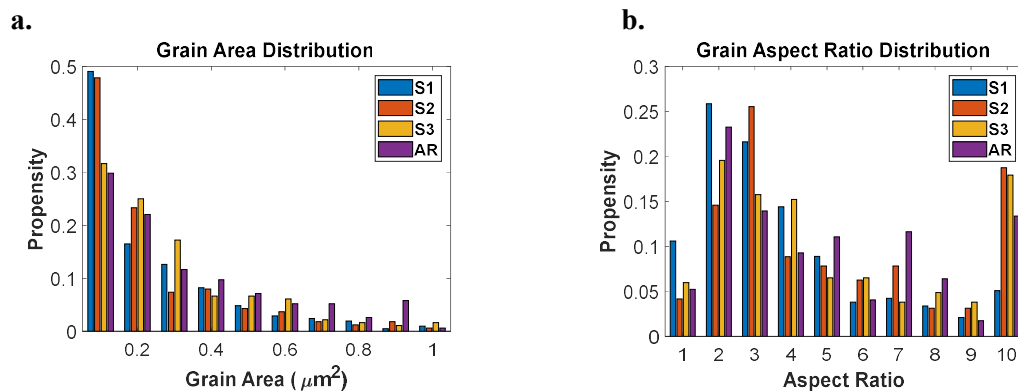 a.
Grain Area Distribution
Propensity
0.5
0.4
0.3
0.2
0.1
0
0.2
0.4
0.6
0.8
1
Grain Area (μm²)
S1
S2
S3
AR
b.
Grain Aspect Ratio Distribution
Propensity
0.3
0.25
0.2
0.15
0.1
0.05
0
1
2
3
4
5
6
7
8
9
10
Aspect Ratio
S1
S2
S3
AR